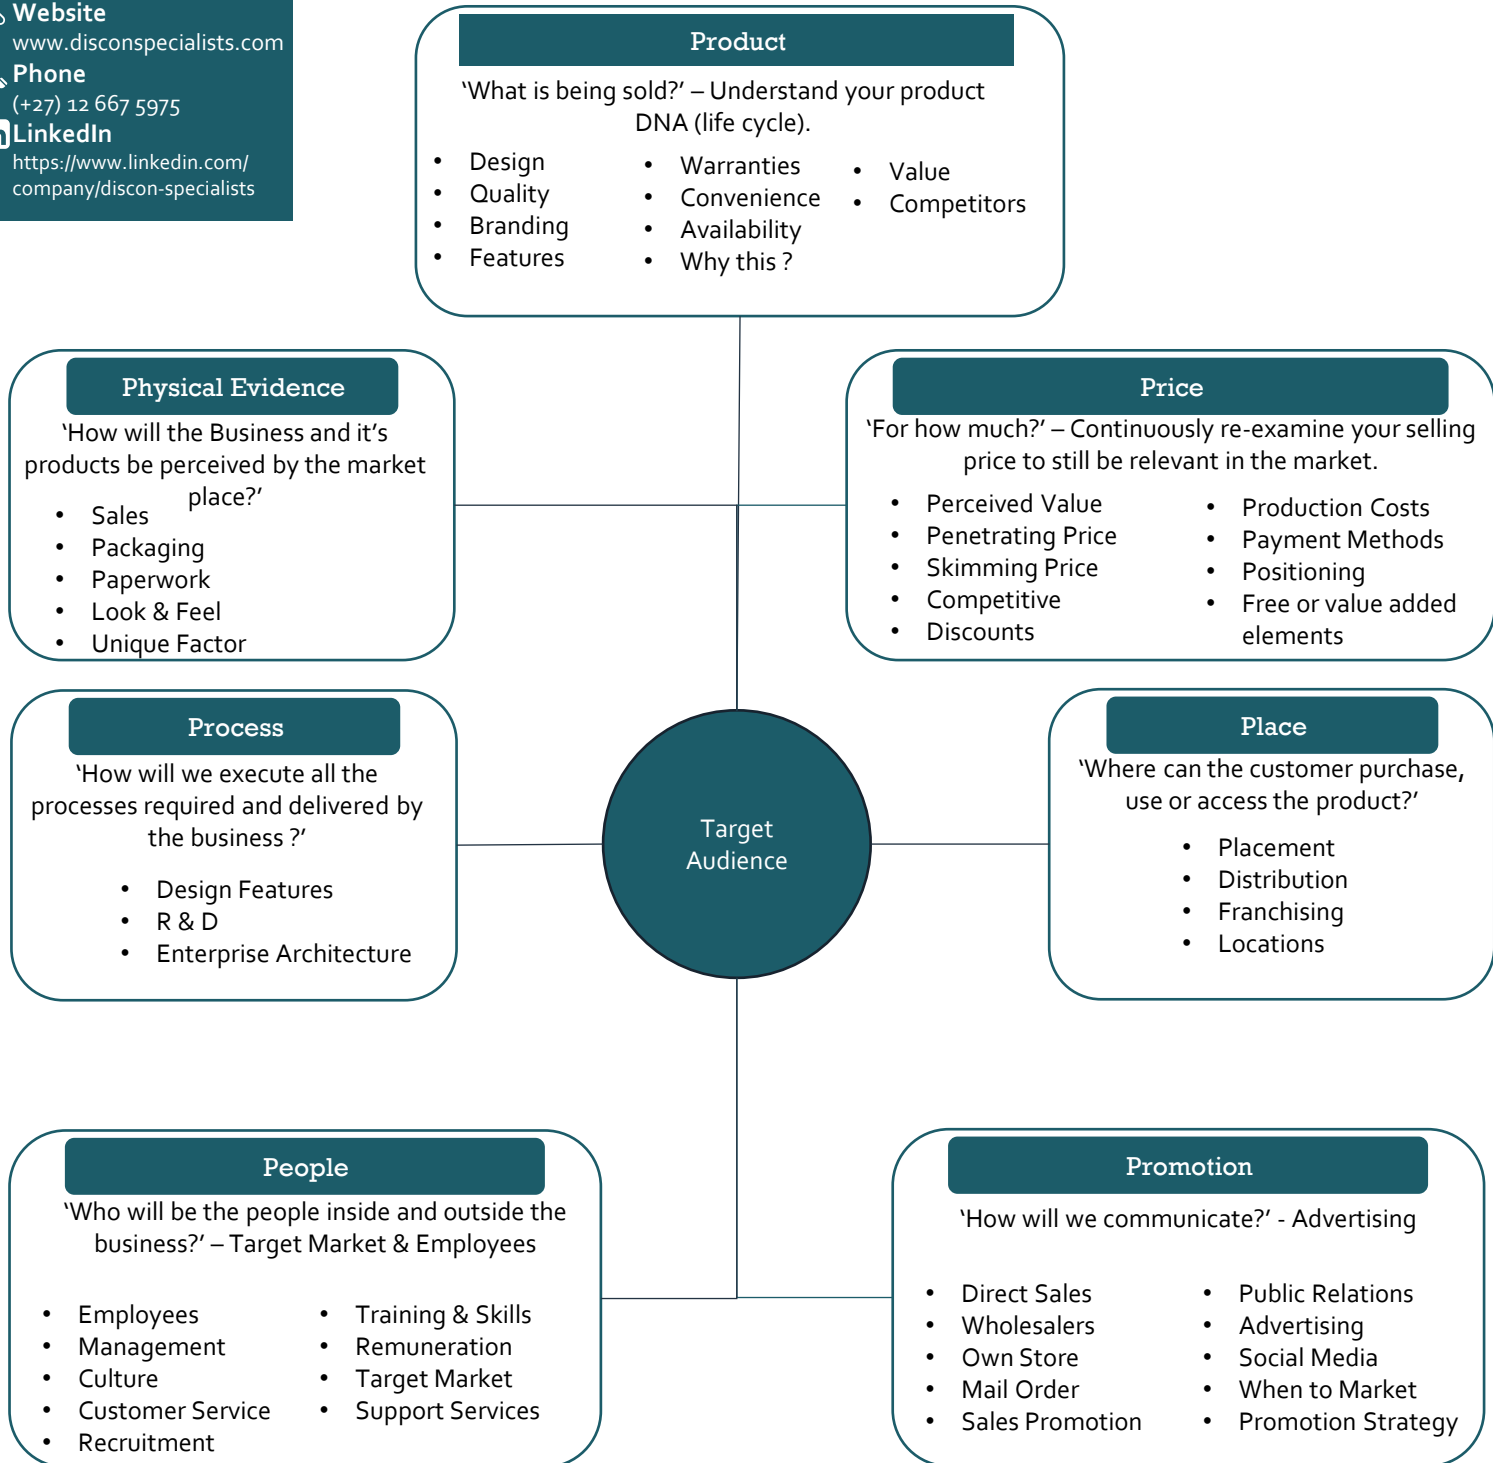 Website
www.disconspecialists.com
Phone
(+27) 12 667 5975
LinkedIn
https://www.linkedin.com/
company/discon-specialists
Product
‘What is being sold?’ – Understand your product
DNA (life cycle).
• Design
• Quality
• Branding
• Features
• Warranties
• Convenience
• Availability
• Why this ?
• Value
• Competitors
Physical Evidence
‘How will the Business and it’s
products be perceived by the market
place?’
• Sales
• Packaging
• Paperwork
• Look & Feel
• Unique Factor
Price
‘For how much?’ – Continuously re-examine your selling
price to still be relevant in the market.
• Perceived Value
• Penetrating Price
• Skimming Price
• Competitive
• Discounts
• Production Costs
• Payment Methods
• Positioning
• Free or value added
elements
Process
‘How will we execute all the
processes required and delivered by
the business ?’
• Design Features
• R & D
• Enterprise Architecture
Target
Audience
Place
‘Where can the customer purchase,
use or access the product?’
• Placement
• Distribution
• Franchising
• Locations
People
‘Who will be the people inside and outside the
business?’ – Target Market & Employees
• Employees
• Management
• Culture
• Customer Service
• Recruitment
• Training & Skills
• Remuneration
• Target Market
• Support Services
Promotion
‘How will we communicate?’ - Advertising
• Direct Sales
• Wholesalers
• Own Store
• Mail Order
• Sales Promotion
• Public Relations
• Advertising
• Social Media
• When to Market
• Promotion Strategy